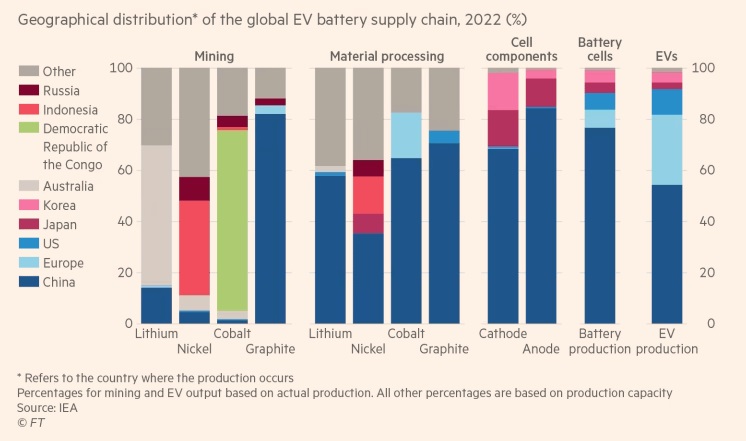 Geographical distribution* of the global EV battery supply chain, 2022 (%)
Mining
Material processing
Cell
components
Battery
cells
EVs
Other
Russia
Indonesia
Democratic
Republic of
the Congo
Australia
Korea
Japan
US
Europe
China
100
80
60
40
20
0
100
80
60
40
20
0
Lithium
Nickel
Cobalt
Graphite
Lithium
Nickel
Cobalt
Graphite
Cathode
Anode
Battery
production
EV
production
* Refers to the country where the production occurs
Percentages for mining and EV output based on actual production. All other percentages are based on production capacity
Source: IEA
© FT